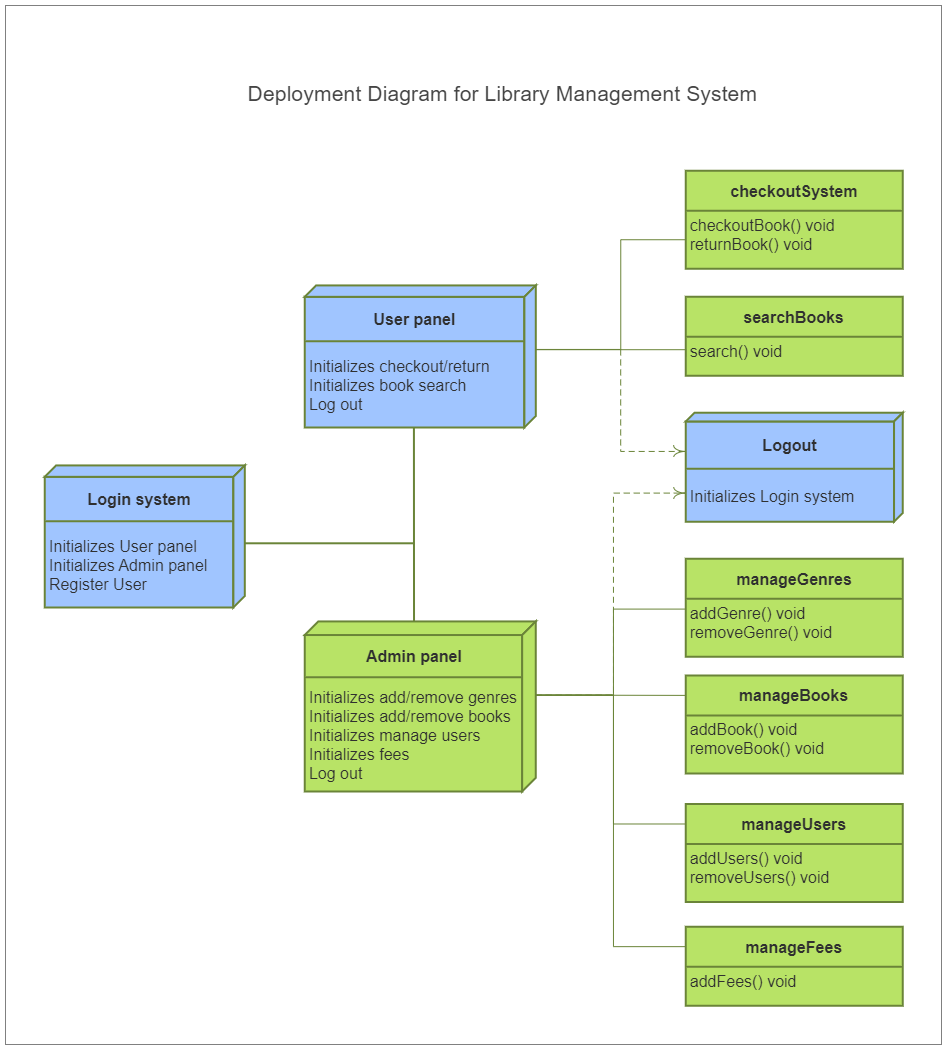 Deployment Diagram for Library Management System
checkoutSystem
checkoutBook() void
returnBook() void
User panel
Initializes checkout/return
Initializes book search
Log out
searchBooks
search() void
Logout
Initializes Login system
Login system
Initializes User panel
Initializes Admin panel
Register User
Admin panel
Initializes add/remove genres
Initializes add/remove books
Initializes manage users
Initializes fees
Log out
manageGenres
addGenre() void
removeGenre() void
manageBooks
addBook() void
removeBook() void
manageUsers
addUsers() void
removeUsers() void
manageFees
addFees() void